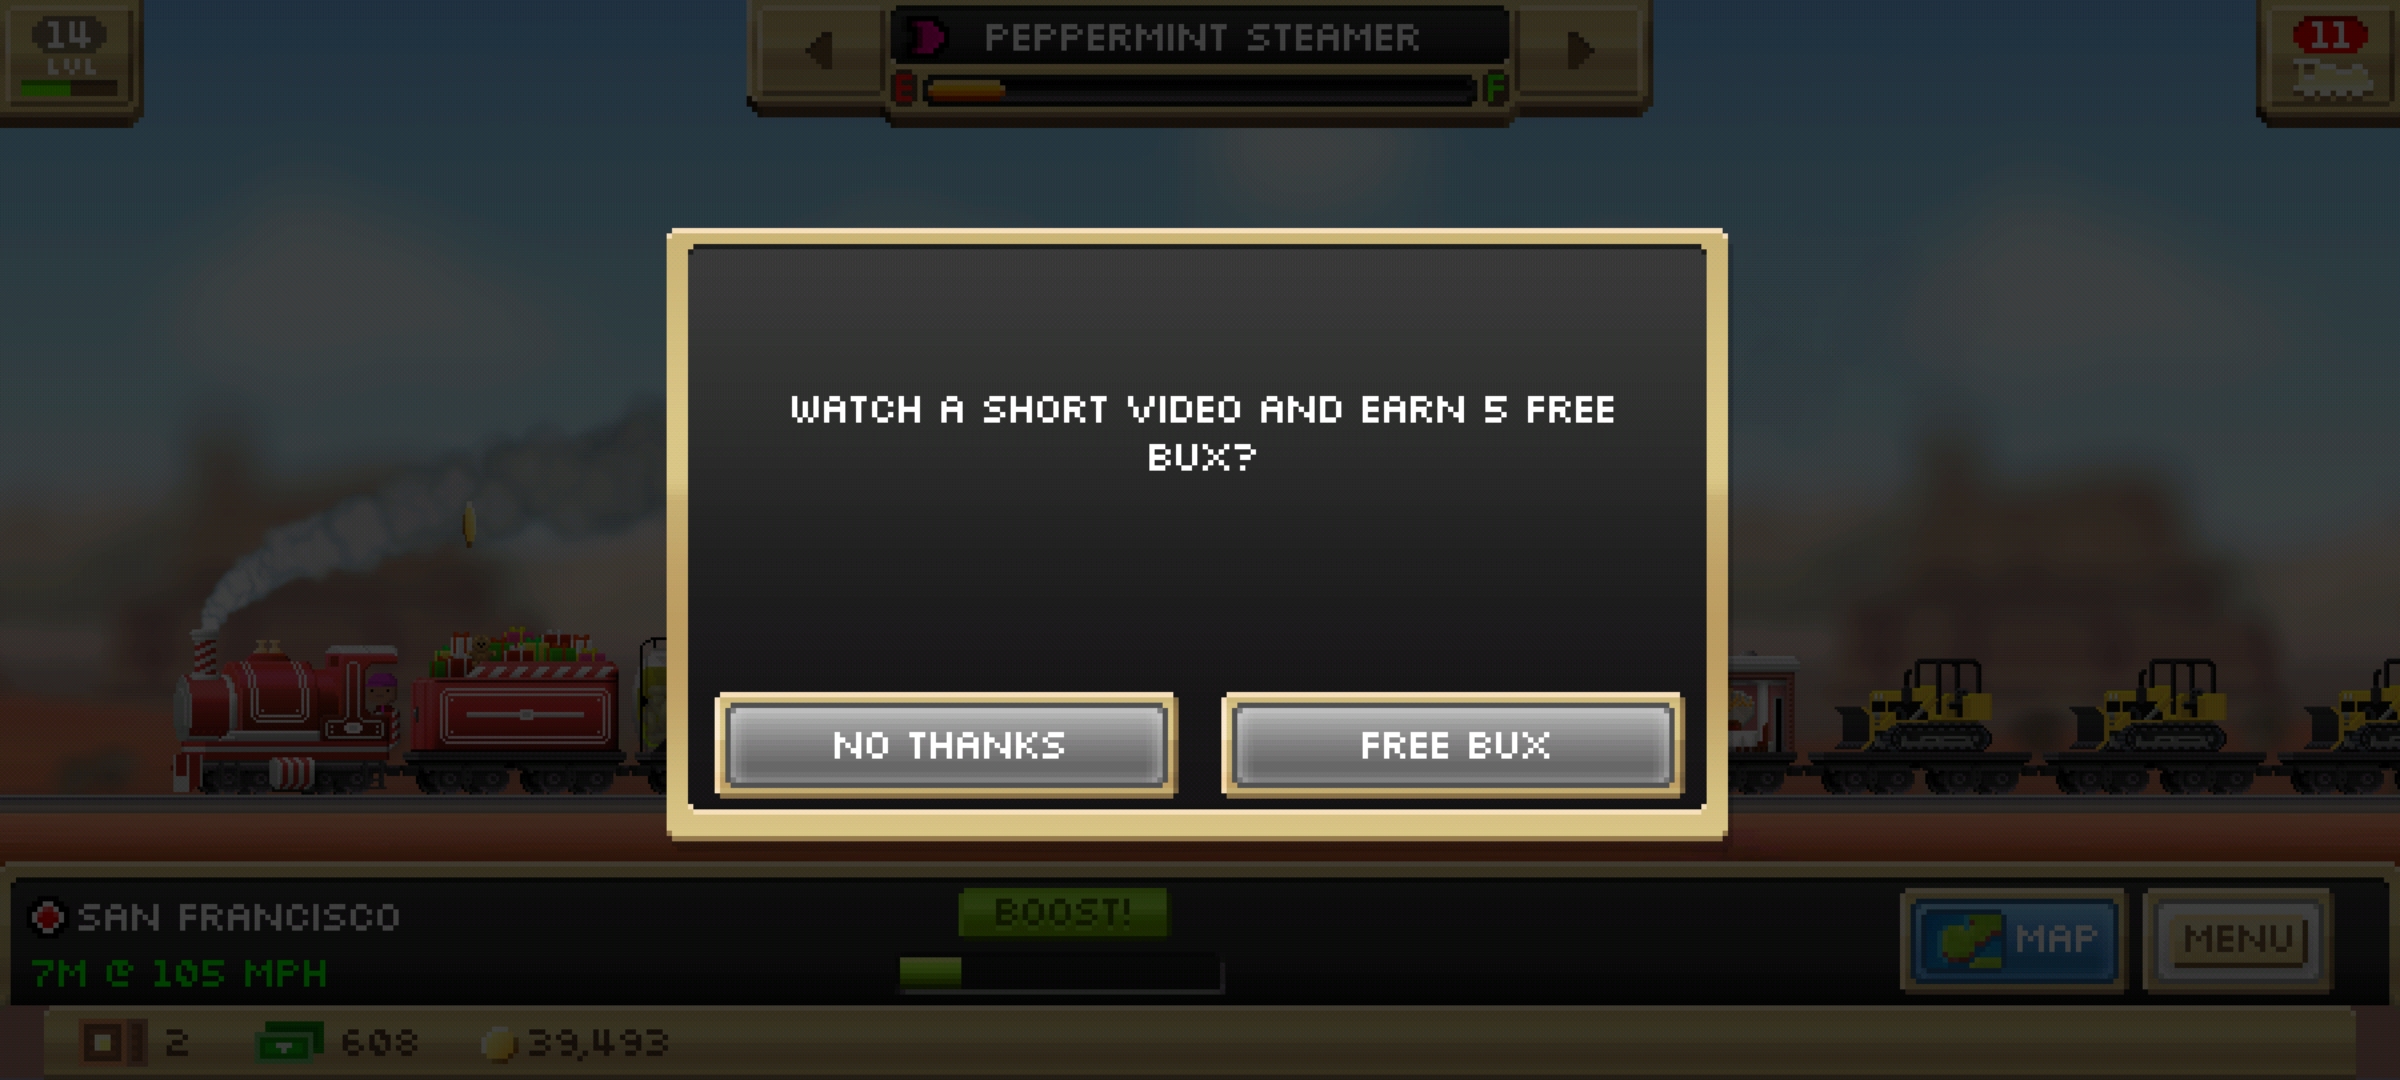 14
LVL
PEPPERMINT STEAMER
E F
11
WATCH A SHORT VIDEO AND EARN 5 FREE
BUX?
NO THANKS
FREE BUX
SAN FRANCISCO
7M @ 105 MPH
BOOST!
MAP
MENU
2
608
39,493